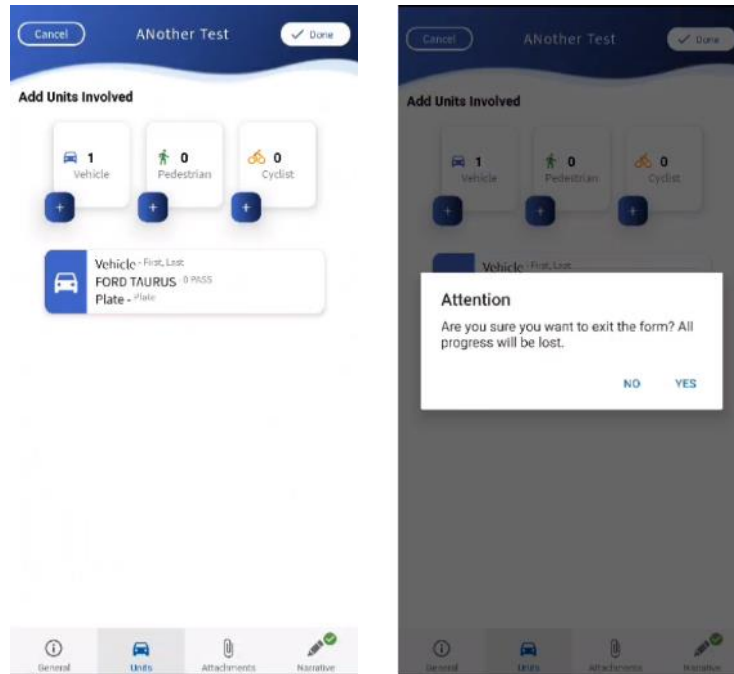 Cancel ANother Test Done
Add Units Involved
1 0 0
Vehicle Pedestrian Cyclist
+ + +
Vehicle - First, Last
FORD TAURUS - 0 PASS
Plate - Plate
General Units Attachments Narrative
Cancel ANother Test Done
Add Units Involved
1 0 0
Vehicle Pedestrian Cyclist
+ + +
Vehicle - First, Last
Attention
Are you sure you want to exit the form? All
progress will be lost.
NO YES
General Units Attachments Narrative